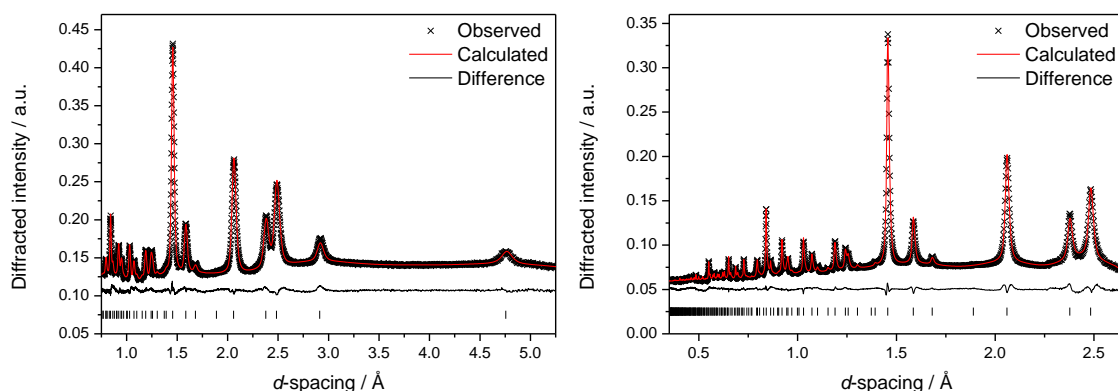 0.45
0.40
0.35
0.30
0.25
0.20
0.15
0.10
0.05
Diffracted intensity / a.u.
Observed
Calculated
Difference
1.0 1.5 2.0 2.5 3.0 3.5 4.0 4.5 5.0
d-spacing / Å
0.35
0.30
0.25
0.20
0.15
0.10
0.05
0.00
Diffracted intensity / a.u.
Observed
Calculated
Difference
0.5 1.0 1.5 2.0 2.5
d-spacing / Å